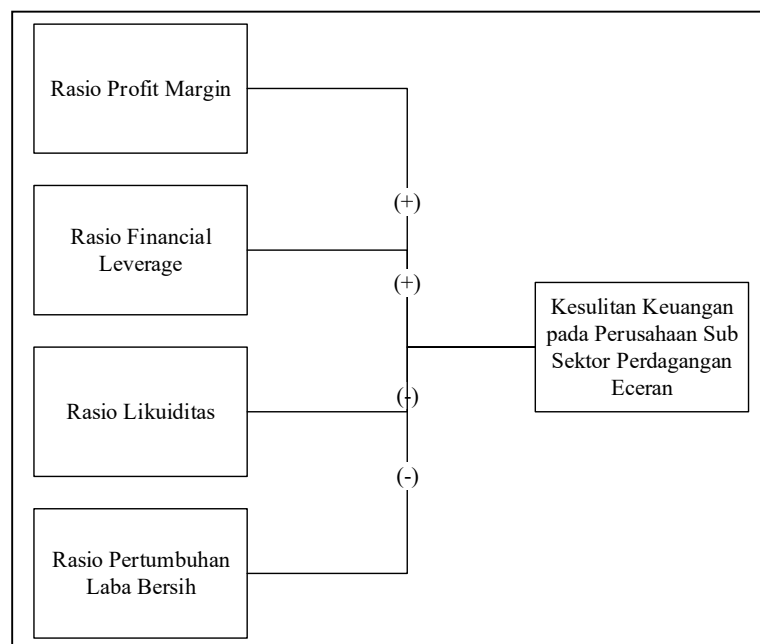 Rasio Profit Margin
(+)
Rasio Financial
Leverage
(+)
Kesulitan Keuangan
pada Perusahaan Sub
Sektor Perdagangan
Eceran
Rasio Likuiditas
(-)
(-)
Rasio Pertumbuhan
Laba Bersih